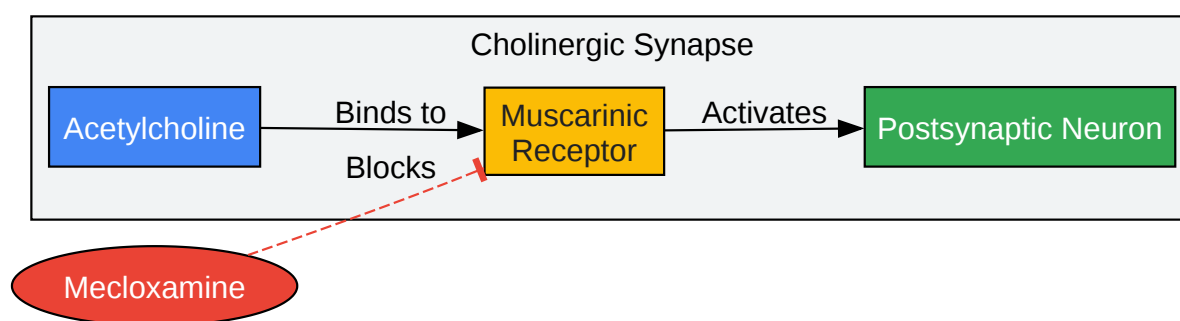 Cholinergic Synapse
Acetylcholine
Binds to
Muscarinic
Receptor
Activates
Postsynaptic Neuron
Blocks
Mecloxamine